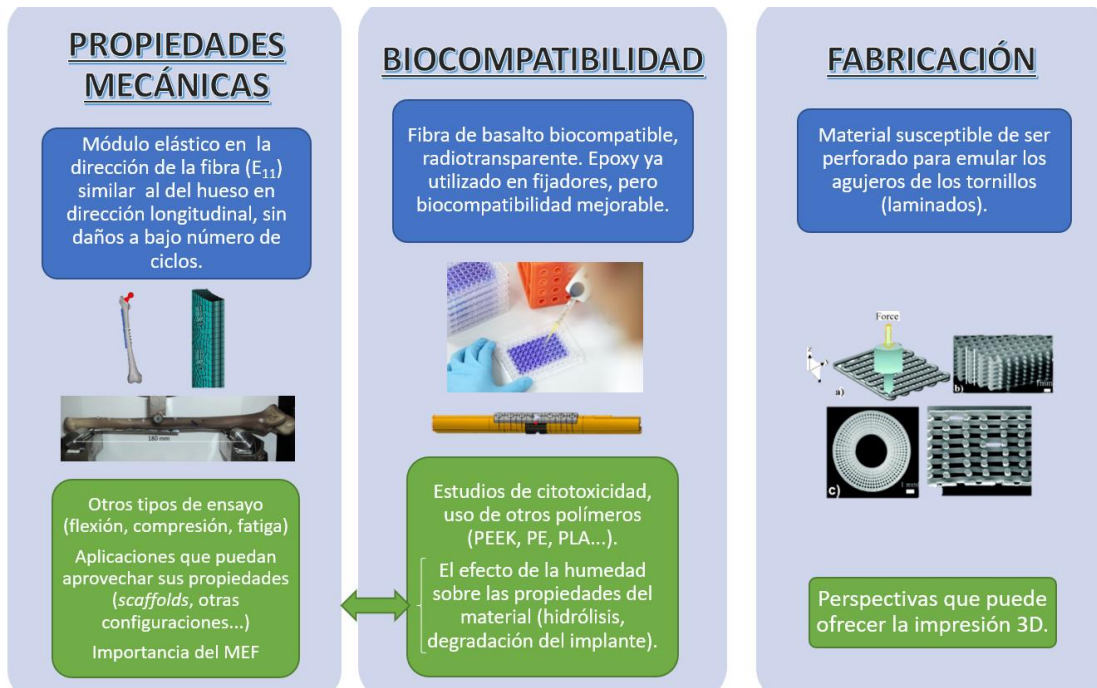 PROPIEDADES
MECÁNICAS
Módulo elástico en la
dirección de la fibra (E₁₁)
similar al del hueso en
dirección longitudinal, sin
daños a bajo número de
ciclos.
180 mm
Otros tipos de ensayo
(flexión, compresión, fatiga)
Aplicaciones que puedan
aprovechar sus propiedades
(scaffolds, otras
configuraciones...)
Importancia del MEF
BIOCOMPATIBILIDAD
Fibra de basalto biocompatible,
radiotransparente. Epoxy ya
utilizado en fijadores, pero
biocompatibilidad mejorable.
Estudios de citotoxicidad,
uso de otros polímeros
(PEEK, PE, PLA...).
El efecto de la humedad
sobre las propiedades del
material (hidrólisis,
degradación del implante).
FABRICACIÓN
Material susceptible de ser
perforado para emular los
agujeros de los tornillos
(laminados).
Force
a)
b)
1mm
c)
1 mm
Perspectivas que puede
ofrecer la impresión 3D.